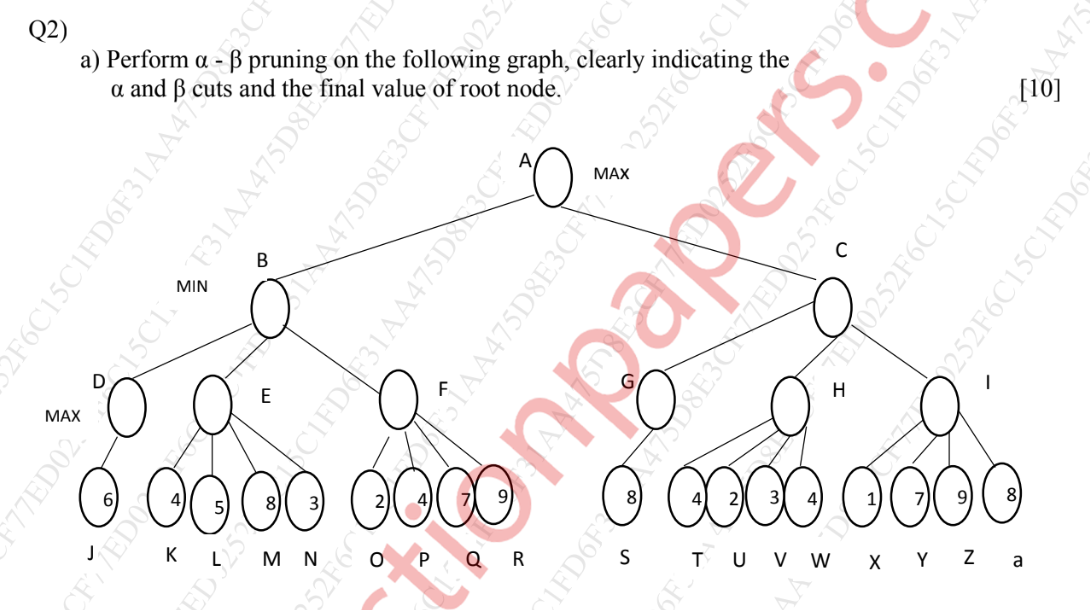 Q2)
a) Perform α - β pruning on the following graph, clearly indicating the
α and β cuts and the final value of root node. [10]
A MAX
B C
MIN
D E F G H I
MAX
6 4 5 8 3 2 4 7 9 8 4 2 3 4 1 7 9 8
J K L M N O P Q R S T U V W X Y Z a